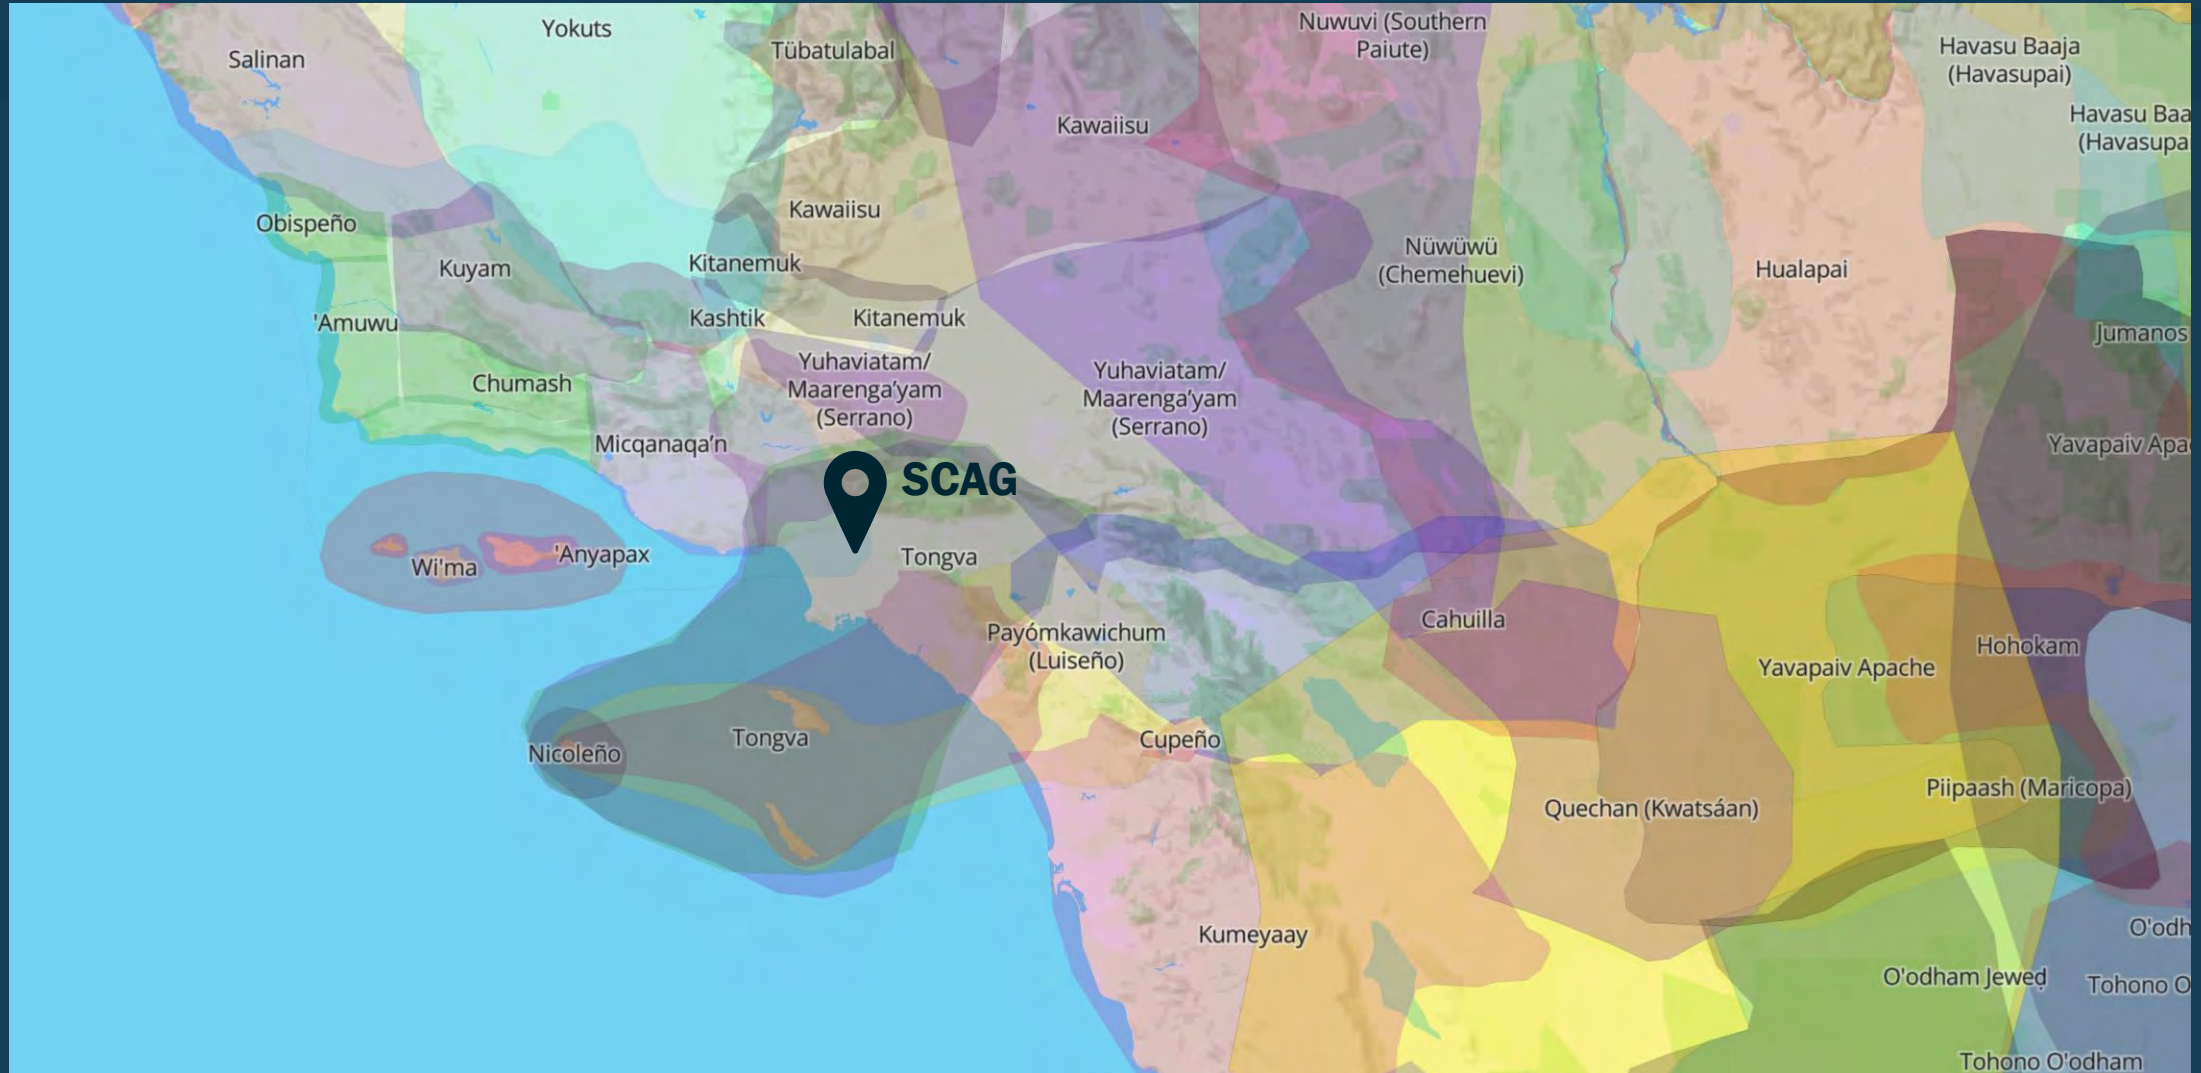 Yokuts
Nuwuvi (Southern
Paiute)
Salinan
Tübatulabal
Havasu Baaja
(Havasupai)
Kawaiisu
Havasu Baa
(Havasupa
Obispeño
Kawaiisu
Kuyam
Kitanemuk
Nüwüwü
(Chemehuevi)
Hualapai
'Amuwu
Kashtik
Kitanemuk
Jumanos
Yuhaviatam/
Maarenga'yam
(Serrano)
Yuhaviatam/
Maarenga'yam
(Serrano)
Chumash
Micqanaqa'n
Yavapaiv Apa
SCAG
Wi'ma
'Anyapax
Tongva
Payómkawichum
(Luiseño)
Cahuilla
Hohokam
Yavapaiv Apache
Nicoleño
Tongva
Cupeño
Quechan (Kwatsáan)
Piipaash (Maricopa)
Kumeyaay
O'odh
O'odham Jeweḍ
Tohono O
Tohono O'odham